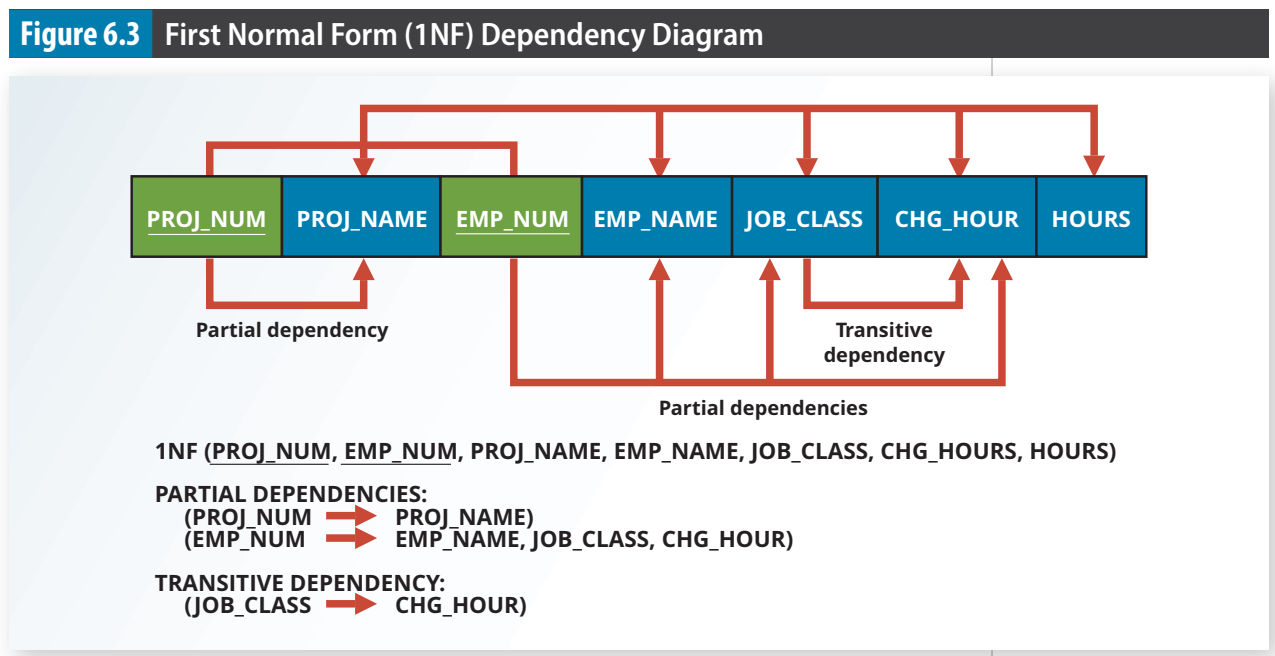 Figure 6.3 First Normal Form (1NF) Dependency Diagram
PROJ_NUM PROJ_NAME EMP_NUM EMP_NAME JOB_CLASS CHG_HOUR HOURS
Partial dependency
Transitive
dependency
Partial dependencies
1NF (PROJ_NUM, EMP_NUM, PROJ_NAME, EMP_NAME, JOB_CLASS, CHG_HOURS, HOURS)
PARTIAL DEPENDENCIES:
(PROJ_NUM PROJ_NAME)
(EMP_NUM EMP_NAME, JOB_CLASS, CHG_HOUR)
TRANSITIVE DEPENDENCY:
(JOB_CLASS CHG_HOUR)